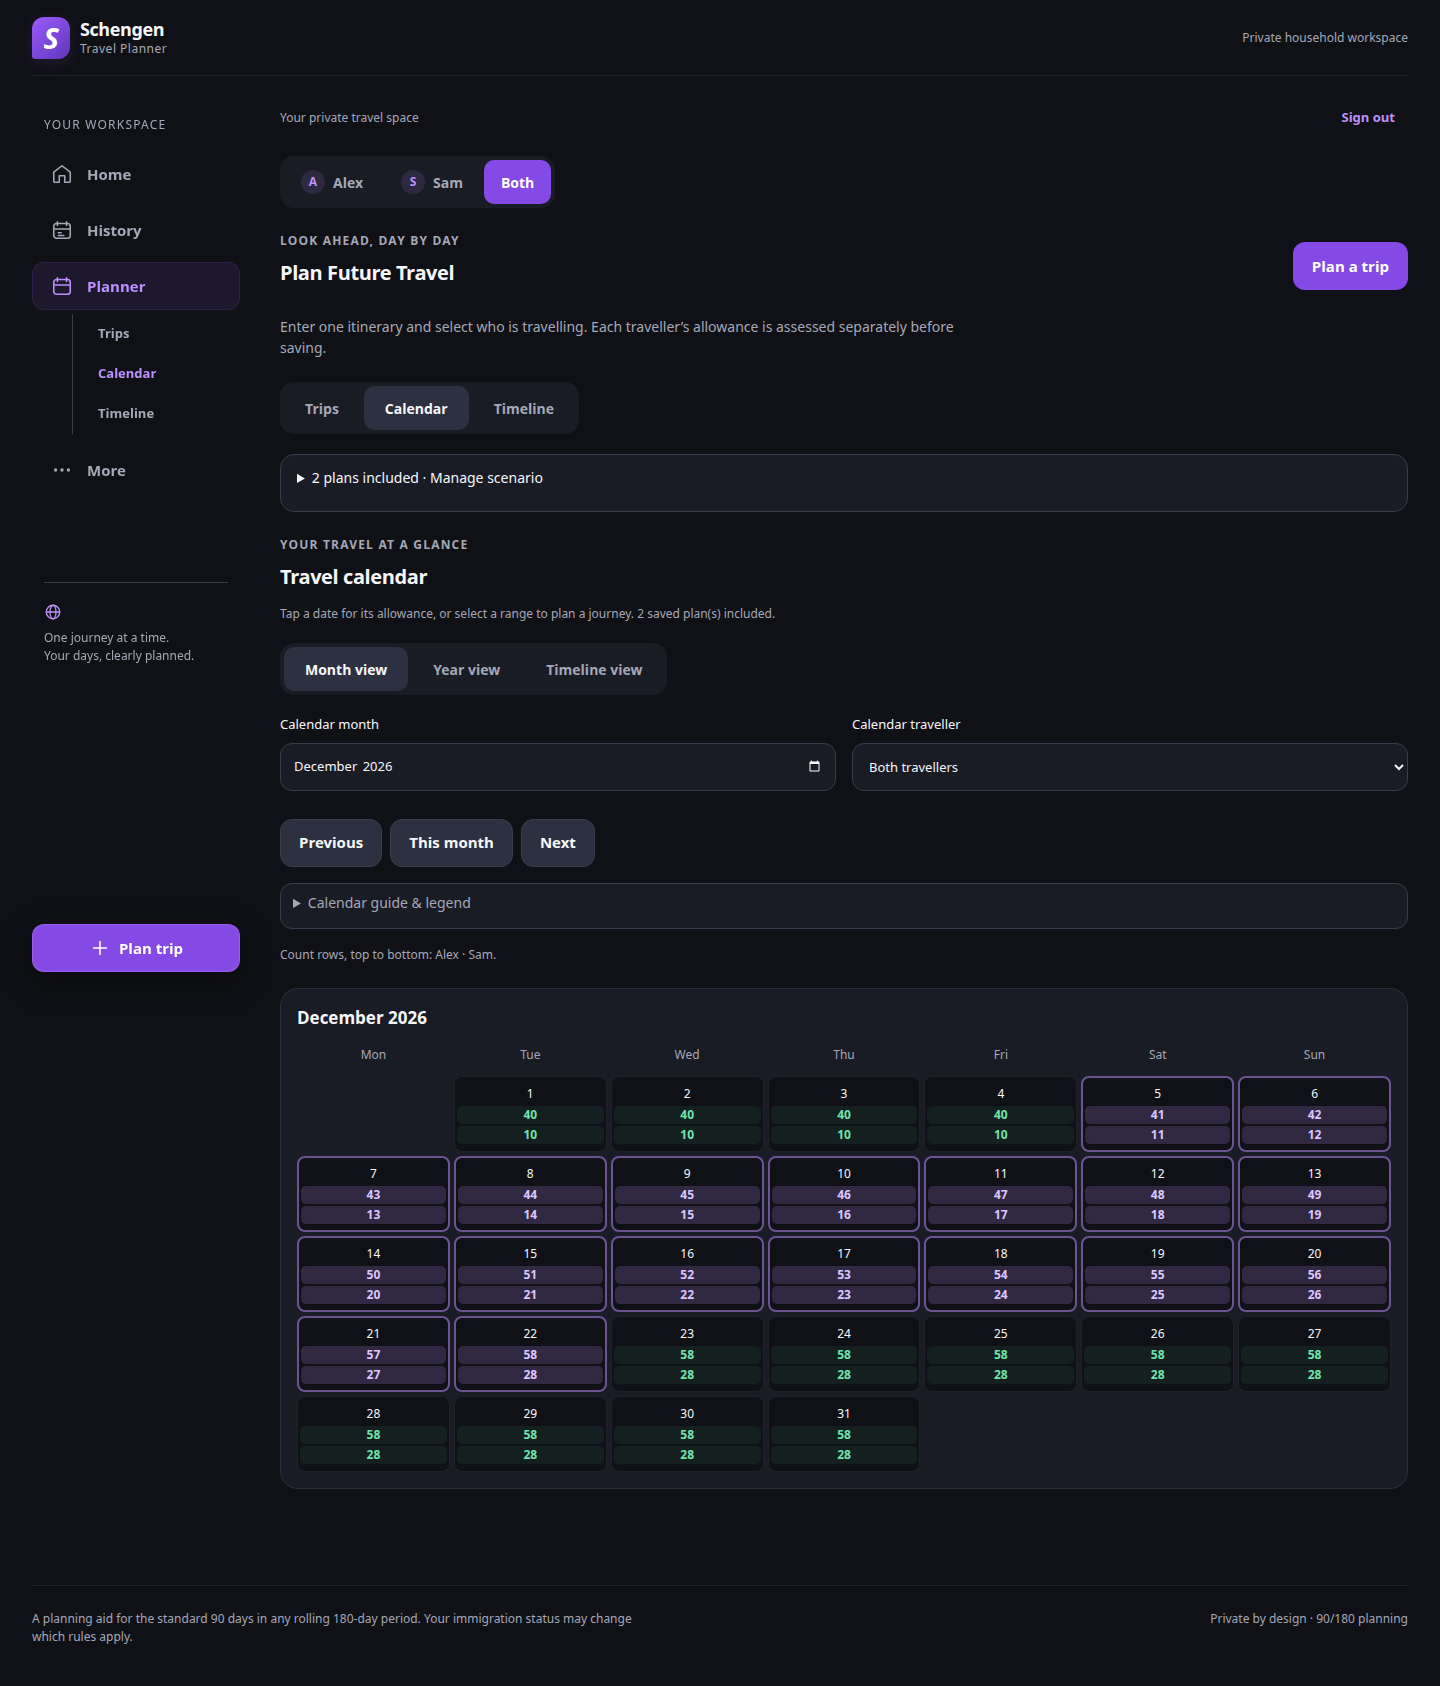 S
Schengen
Travel Planner
Private household workspace
YOUR WORKSPACE
Home
History
Planner
Trips
Calendar
Timeline
More
One journey at a time.
Your days, clearly planned.
Plan trip
Your private travel space
Sign out
A Alex S Sam Both
LOOK AHEAD, DAY BY DAY
Plan Future Travel
Plan a trip
Enter one itinerary and select who is travelling. Each traveller’s allowance is assessed separately before
saving.
Trips Calendar Timeline
2 plans included · Manage scenario
YOUR TRAVEL AT A GLANCE
Travel calendar
Tap a date for its allowance, or select a range to plan a journey. 2 saved plan(s) included.
Month view Year view Timeline view
Calendar month Calendar traveller
December 2026 Both travellers
Previous This month Next
Calendar guide & legend
Count rows, top to bottom: Alex · Sam.
December 2026
Mon Tue Wed Thu Fri Sat Sun
1 2 3 4 5 6
40 40 40 40 41 42
10 10 10 10 11 12
7 8 9 10 11 12 13
43 44 45 46 47 48 49
13 14 15 16 17 18 19
14 15 16 17 18 19 20
50 51 52 53 54 55 56
20 21 22 23 24 25 26
21 22 23 24 25 26 27
57 58 58 58 58 58 58
27 28 28 28 28 28 28
28 29 30 31
58 58 58 58
28 28 28 28
A planning aid for the standard 90 days in any rolling 180-day period. Your immigration status may change
which rules apply.
Private by design · 90/180 planning